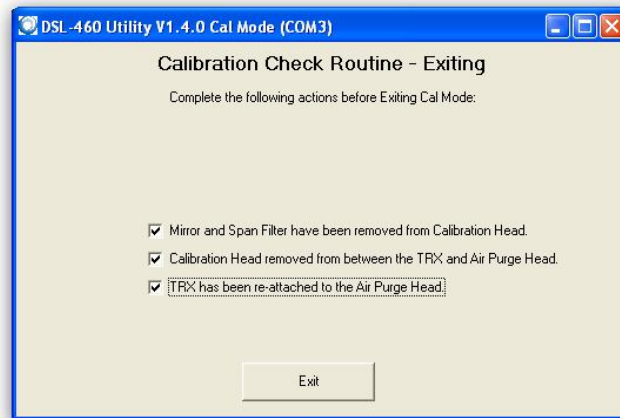 DSL-460 Utility V1.4.0 Cal Mode (COM3)
Calibration Check Routine - Exiting
Complete the following actions before Exiting Cal Mode:
Mirror and Span Filter have been removed from Calibration Head.
Calibration Head removed from between the TRX and Air Purge Head.
TRX has been re-attached to the Air Purge Head.
Exit